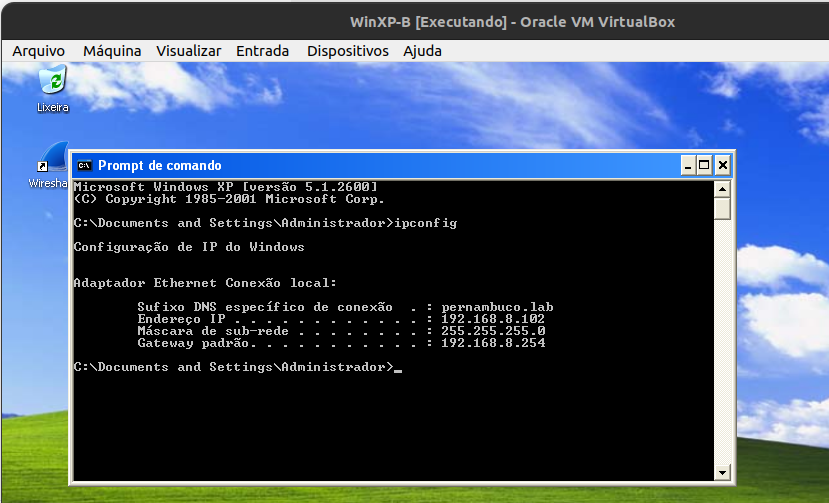 WinXP-B [Executando] - Oracle VM VirtualBox
Arquivo Máquina Visualizar Entrada Dispositivos Ajuda
Lixeira
Wiresha
Prompt de comando
Microsoft Windows XP [versão 5.1.2600]
(C) Copyright 1985-2001 Microsoft Corp.
C:\Documents and Settings\Administrador>ipconfig
Configuração de IP do Windows
Adaptador Ethernet Conexão local:
Sufixo DNS específico de conexão . : pernambuco.lab
Endereço IP . . . . . . . . . . . . : 192.168.8.102
Máscara de sub-rede . . . . . . . . : 255.255.255.0
Gateway padrão. . . . . . . . . . . : 192.168.8.254
C:\Documents and Settings\Administrador>_